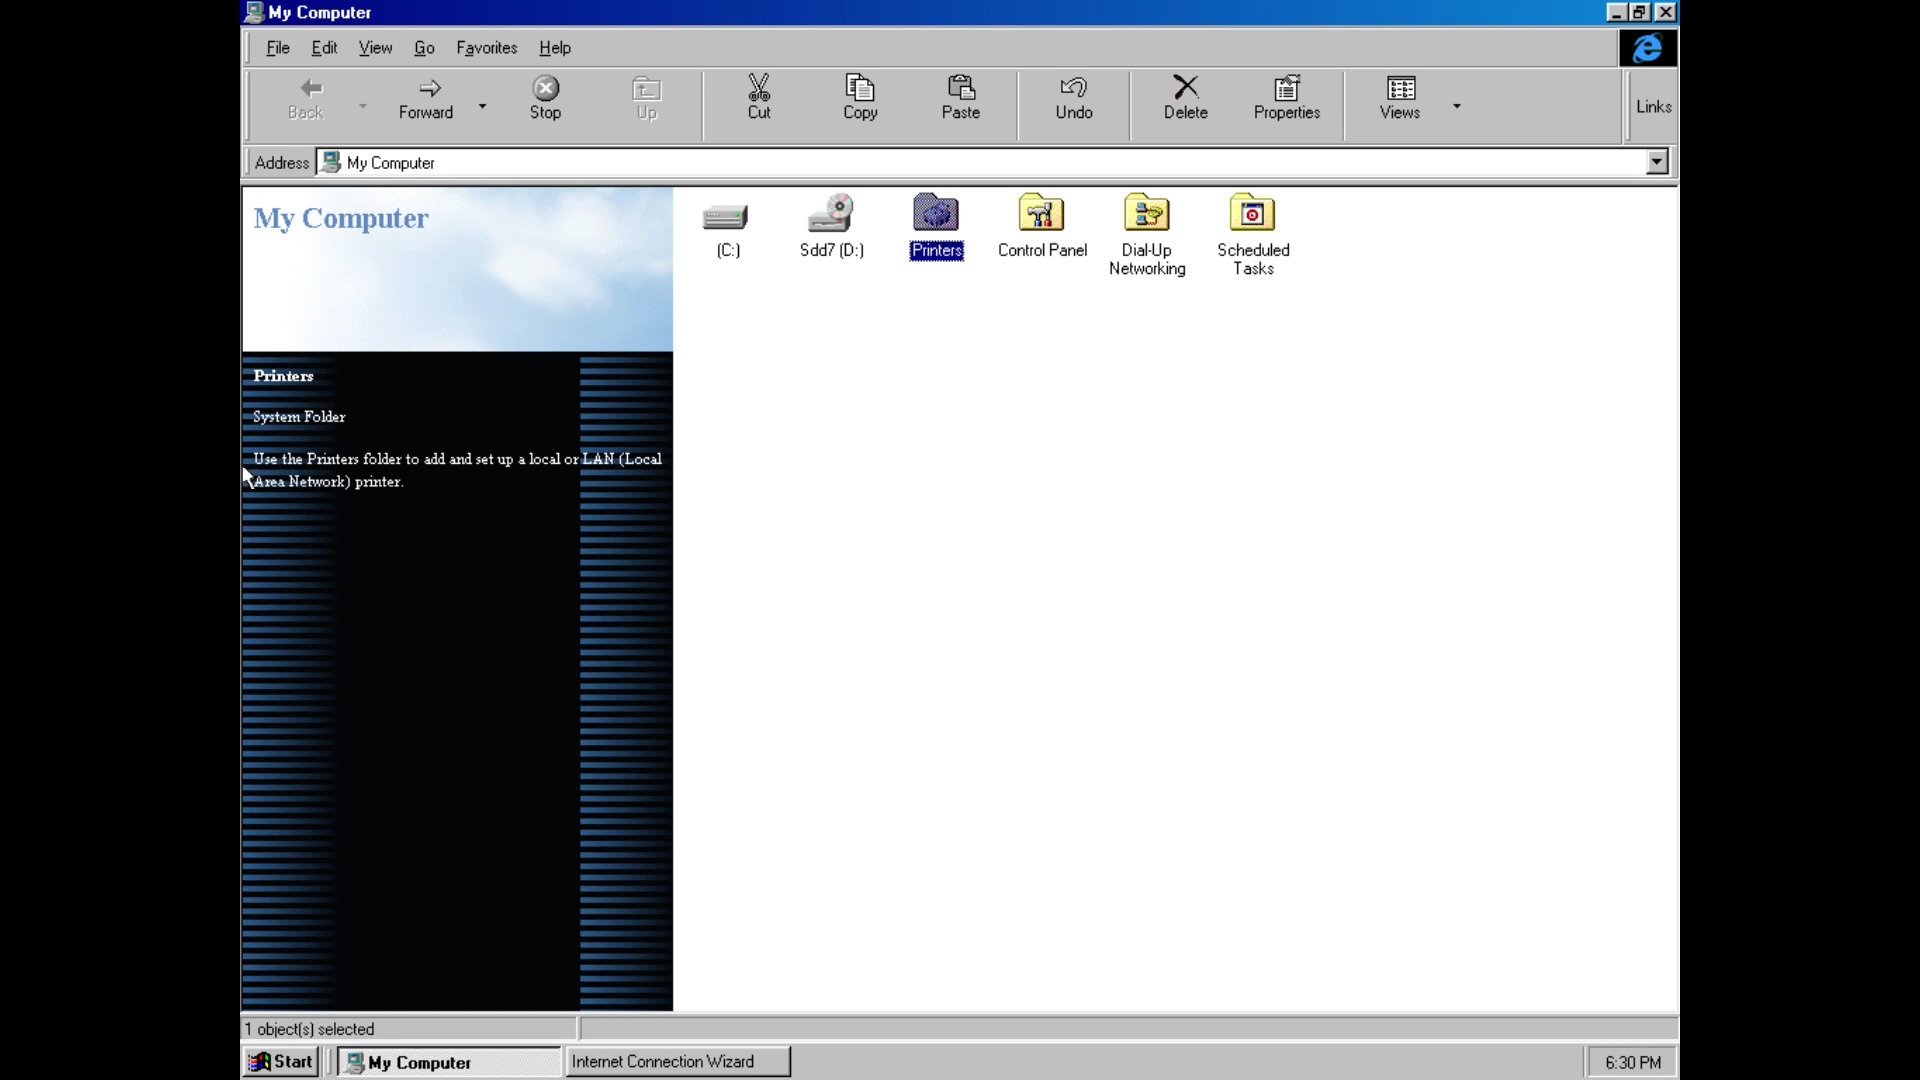 My Computer
File Edit View Go Favorites Help
Back Forward Stop Up Cut Copy Paste Undo Delete Properties Views Links
Address My Computer
My Computer
(C:) Sdd7 (D:) Printers Control Panel Dial-Up Networking Scheduled Tasks
Printers
System Folder
Use the Printers folder to add and set up a local or LAN (Local
Area Network) printer.
1 object(s) selected
Start My Computer Internet Connection Wizard 6:30 PM